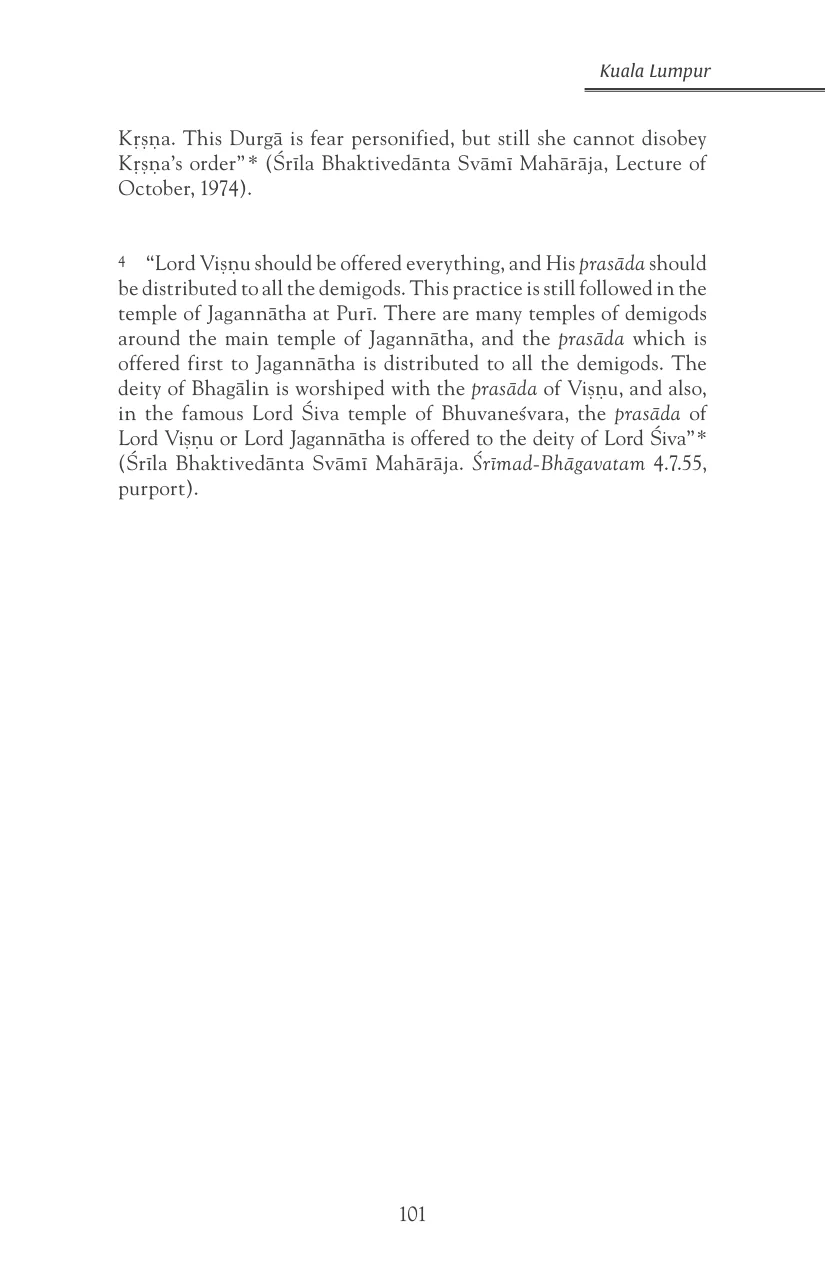 Kuala Lumpur
Kṛṣṇa. This Durgā is fear personified, but still she cannot disobey
Kṛṣṇa’s order”* (Śrīla Bhaktivedānta Svāmī Mahārāja, Lecture of
October, 1974).
4 “Lord Viṣṇu should be offered everything, and His prasāda should
be distributed to all the demigods. This practice is still followed in the
temple of Jagannātha at Purī. There are many temples of demigods
around the main temple of Jagannātha, and the prasāda which is
offered first to Jagannātha is distributed to all the demigods. The
deity of Bhagālin is worshiped with the prasāda of Viṣṇu, and also,
in the famous Lord Śiva temple of Bhuvaneśvara, the prasāda of
Lord Viṣṇu or Lord Jagannātha is offered to the deity of Lord Śiva”*
(Śrīla Bhaktivedānta Svāmī Mahārāja. Śrīmad-Bhāgavatam 4.7.55,
purport).
101